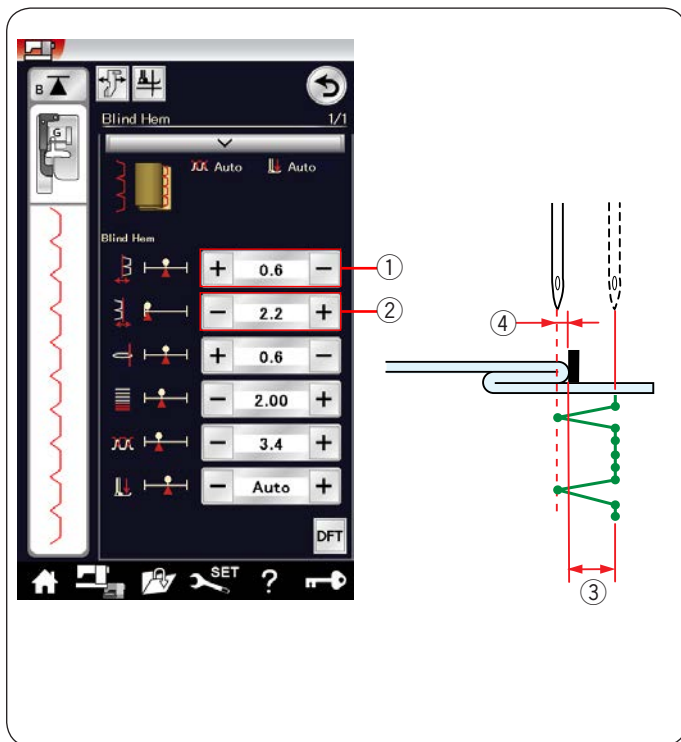 B
G
Blind Hem 1/1
Auto Auto
Blind Hem
+ 0.6 − ①
− 2.2 + ②
+ 0.6 −
− 2.00 +
− 3.4 +
− Auto +
DFT
SET ?
④
③